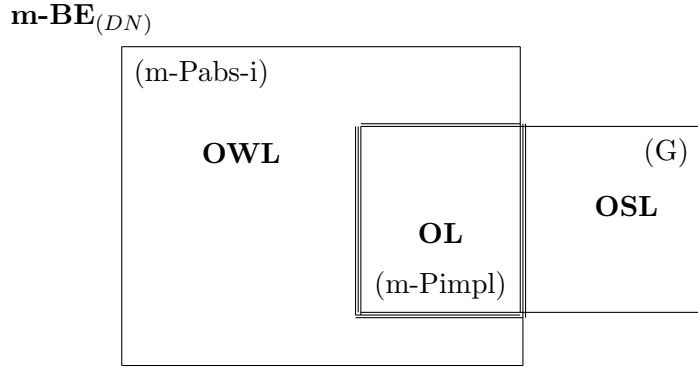 m-BE(DN)
(m-Pabs-i)
OWL
(G)
OSL
OL
(m-Pimpl)